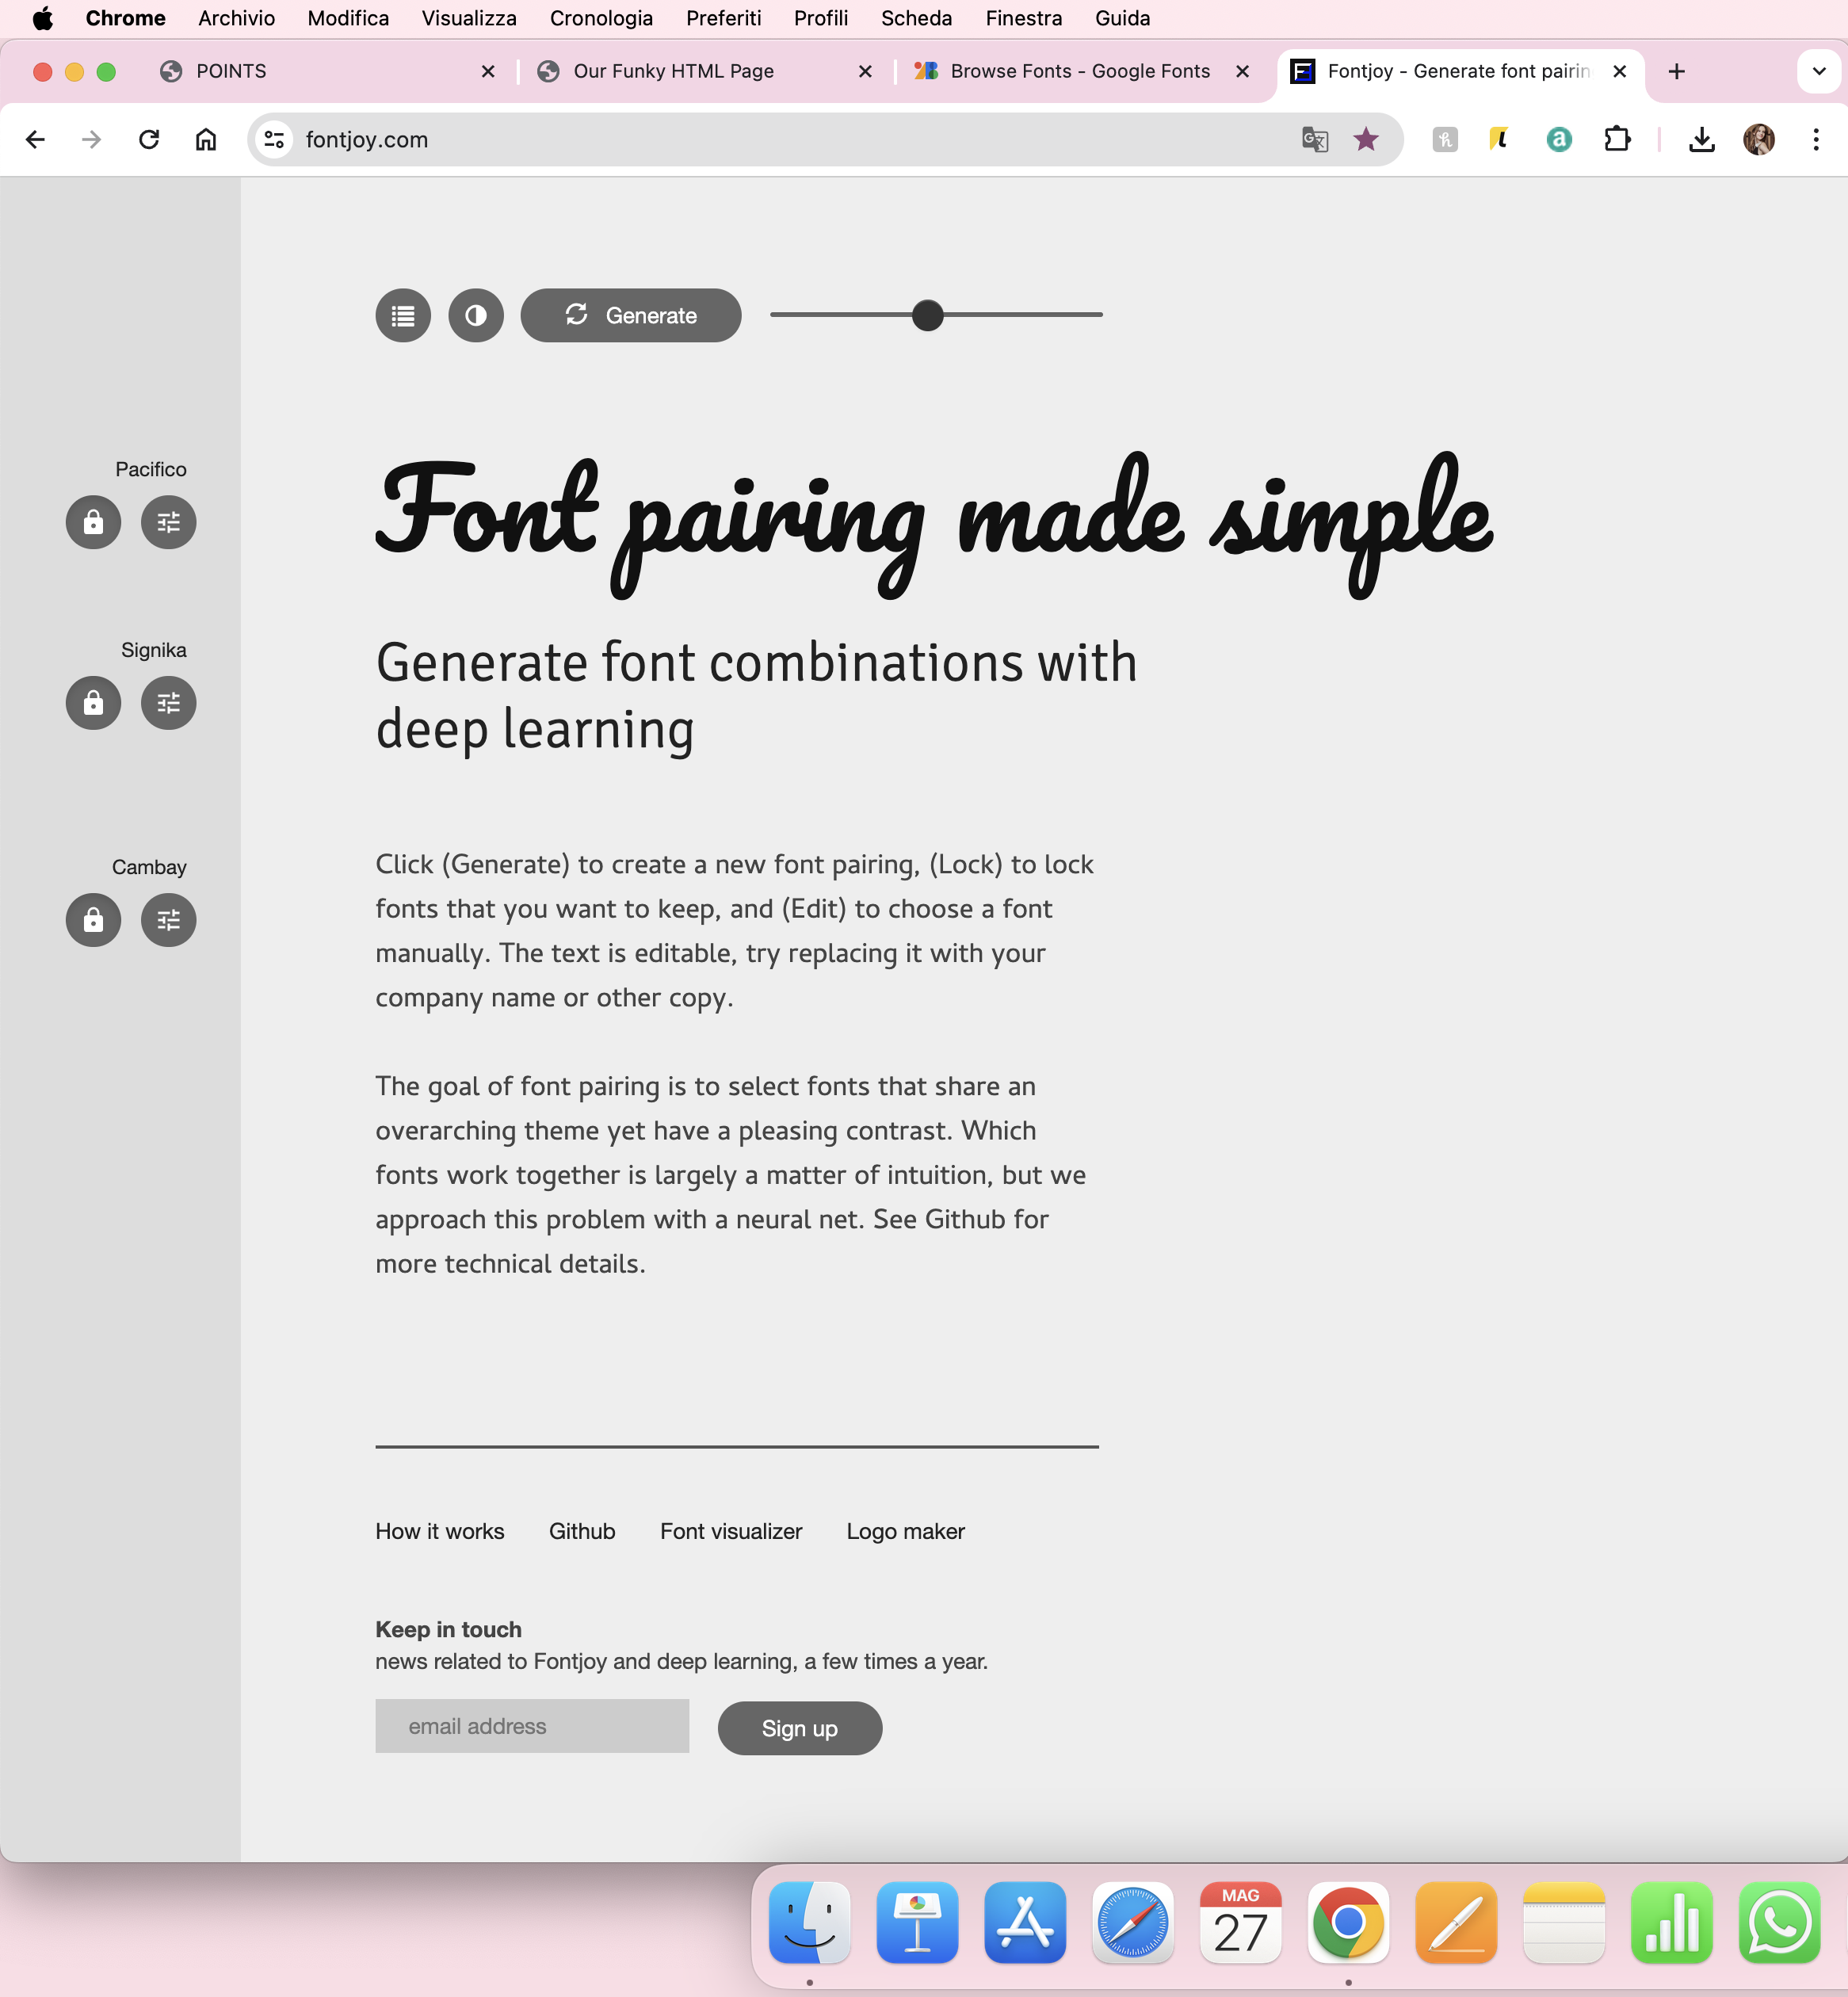 Chrome Archivio Modifica Visualizza Cronologia Preferiti Profili Scheda Finestra Guida
POINTS Our Funky HTML Page Browse Fonts - Google Fonts Fontjoy - Generate font pairin
fontjoy.com
Generate
Pacifico
Font pairing made simple
Signika
Generate font combinations with
deep learning
Cambay
Click (Generate) to create a new font pairing, (Lock) to lock
fonts that you want to keep, and (Edit) to choose a font
manually. The text is editable, try replacing it with your
company name or other copy.
The goal of font pairing is to select fonts that share an
overarching theme yet have a pleasing contrast. Which
fonts work together is largely a matter of intuition, but we
approach this problem with a neural net. See Github for
more technical details.
How it works Github Font visualizer Logo maker
Keep in touch
news related to Fontjoy and deep learning, a few times a year.
email address Sign up
MAG
27